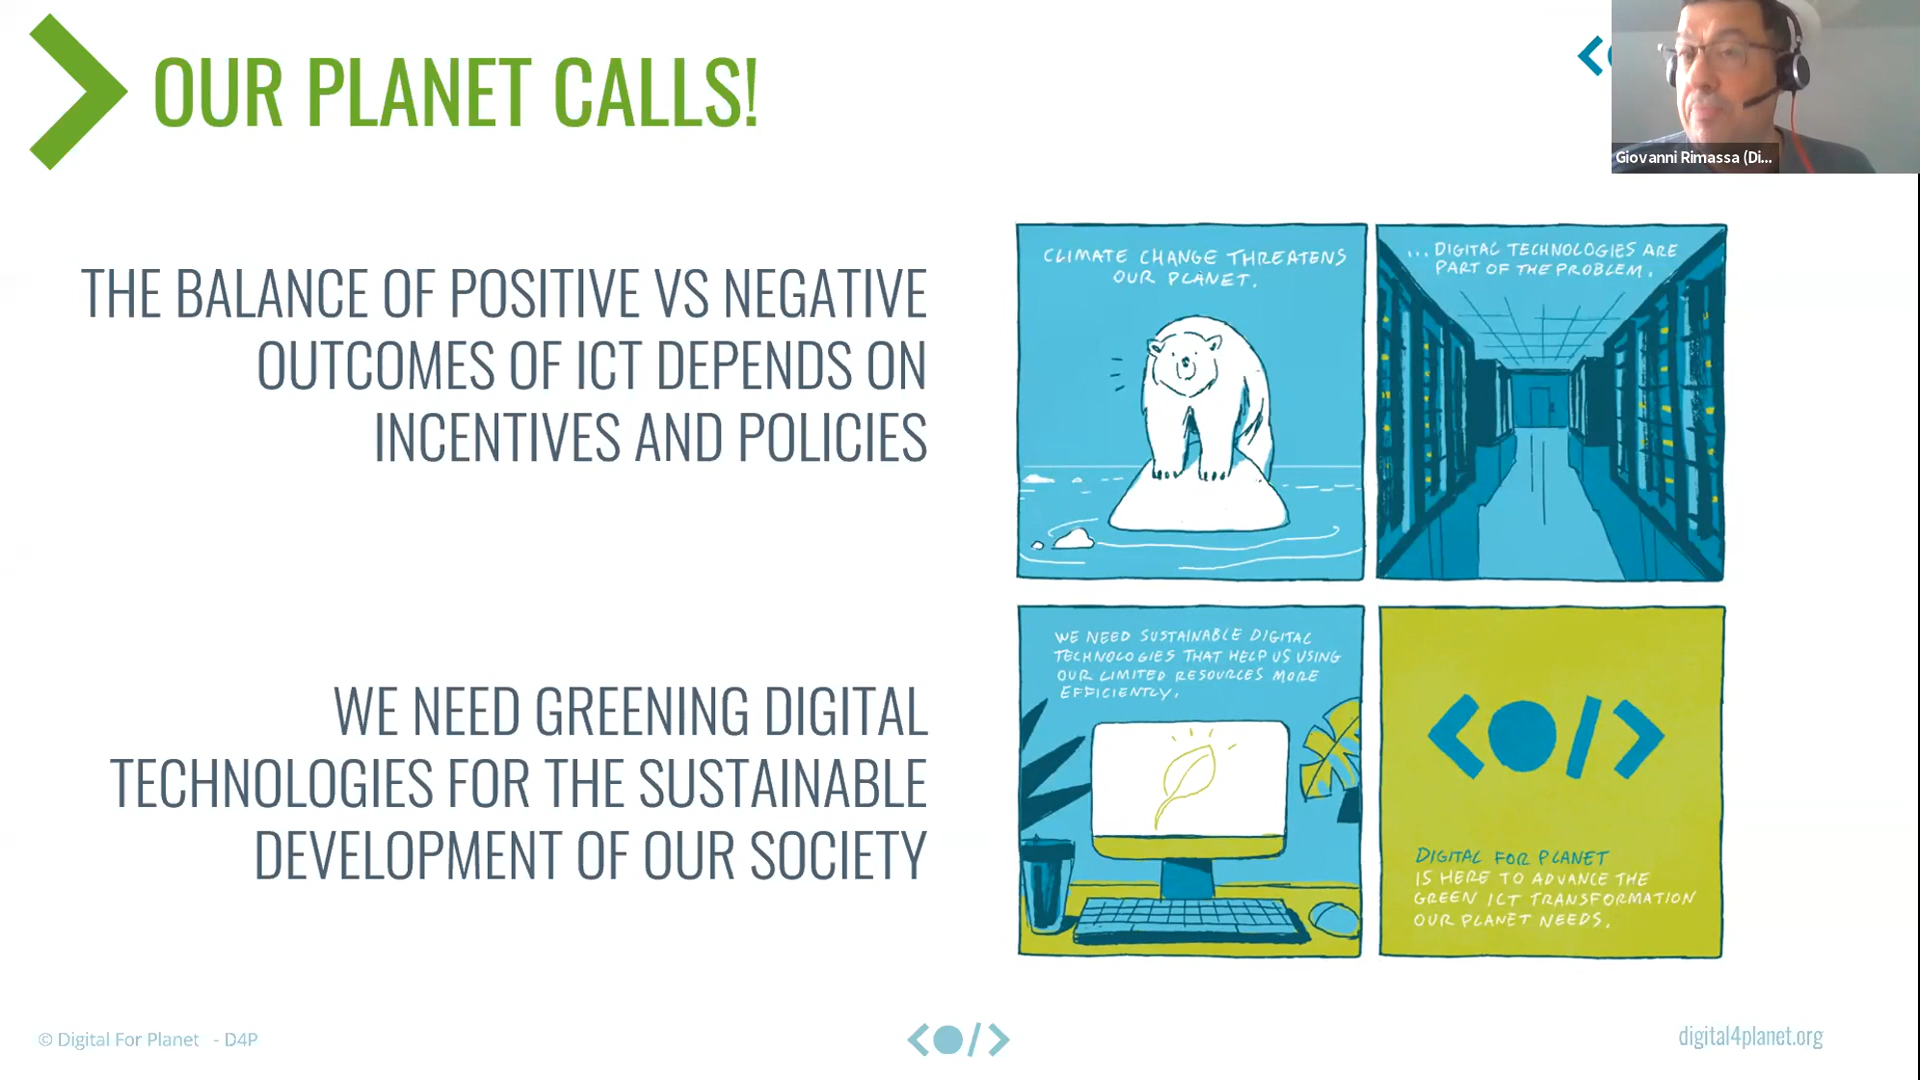 OUR PLANET CALLS!
Giovanni Rimassa (Di...
THE BALANCE OF POSITIVE VS NEGATIVE
OUTCOMES OF ICT DEPENDS ON
INCENTIVES AND POLICIES
WE NEED GREENING DIGITAL
TECHNOLOGIES FOR THE SUSTAINABLE
DEVELOPMENT OF OUR SOCIETY
CLIMATE CHANGE THREATENS
OUR PLANET.
...DIGITAL TECHNOLOGIES ARE
PART OF THE PROBLEM.
WE NEED SUSTAINABLE DIGITAL
TECHNOLOGIES THAT HELP US USING
OUR LIMITED RESOURCES MORE
EFFICIENTLY.
DIGITAL FOR PLANET
IS HERE TO ADVANCE THE
GREEN ICT TRANSFORMATION
OUR PLANET NEEDS.
© Digital For Planet - D4P
digital4planet.org